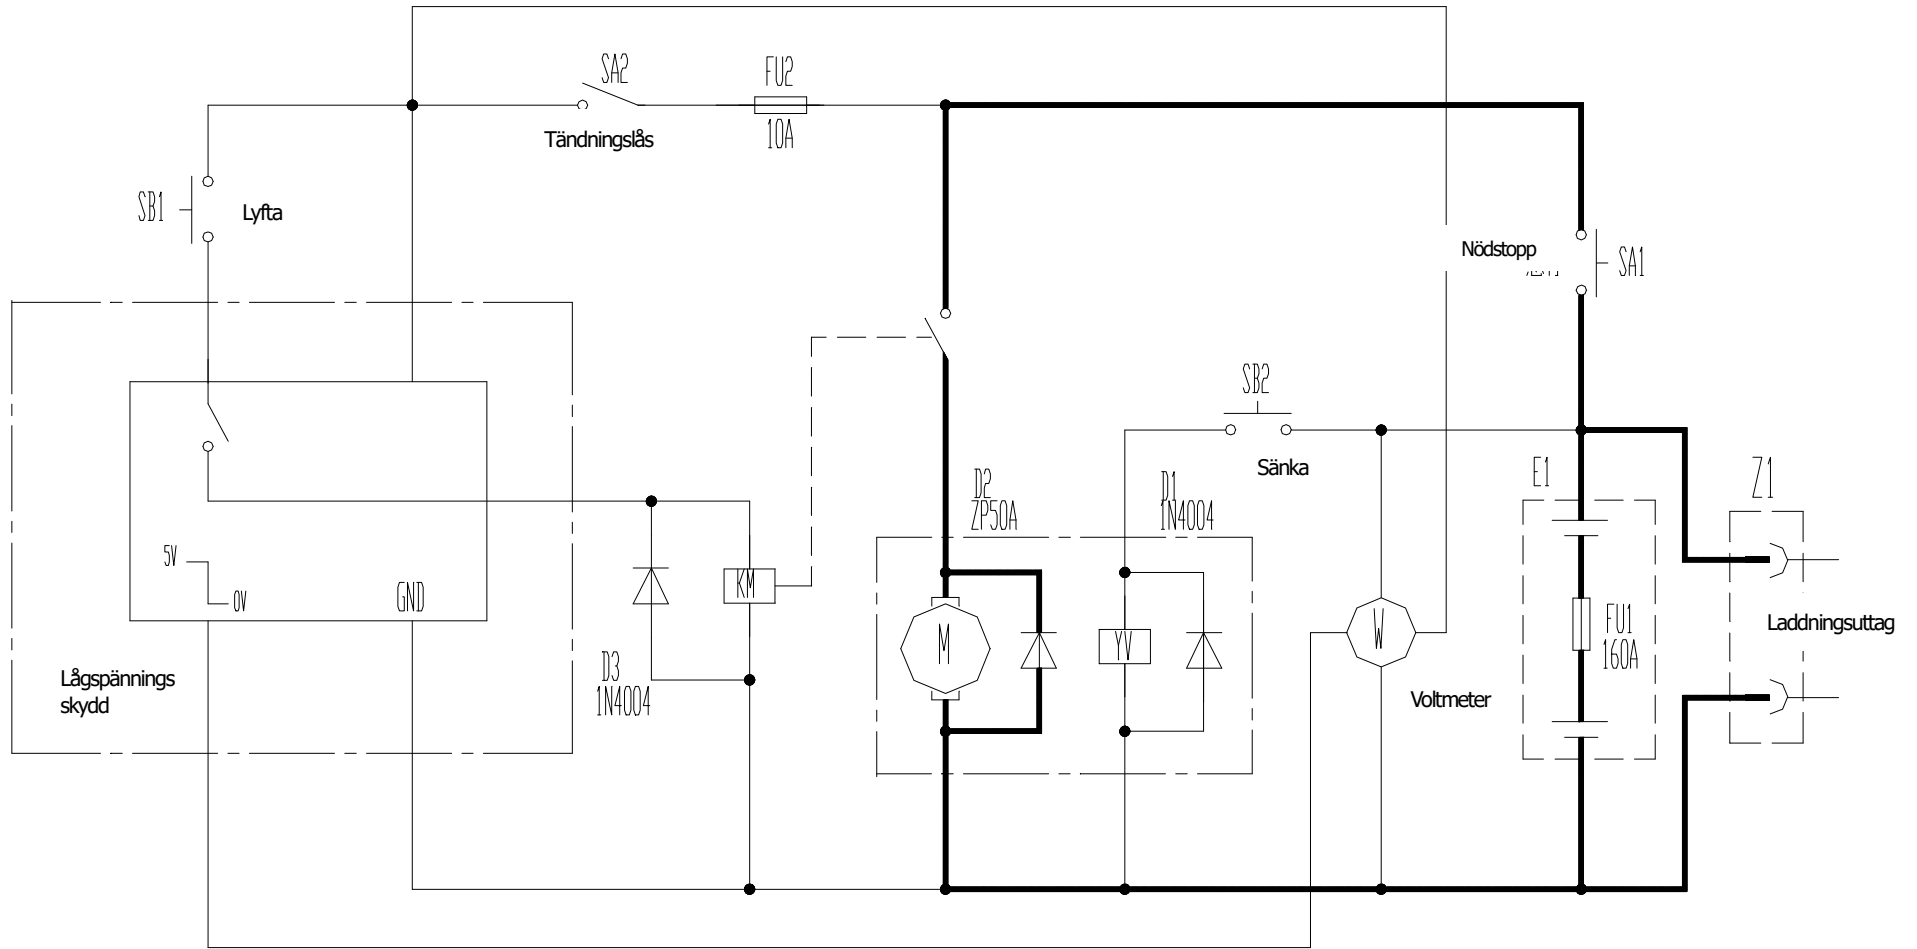 SA2
FU2
Tändningslås
10A
SB1
Lyfta
Nödstopp
SA1
SB2
Sänka
D2
ZP50A
D1
1N4004
E1
Z1
5V
0V
GND
KM
M
YV
W
FU1
160A
Laddningsuttag
Lågspännings
skydd
D3
1N4004
Voltmeter